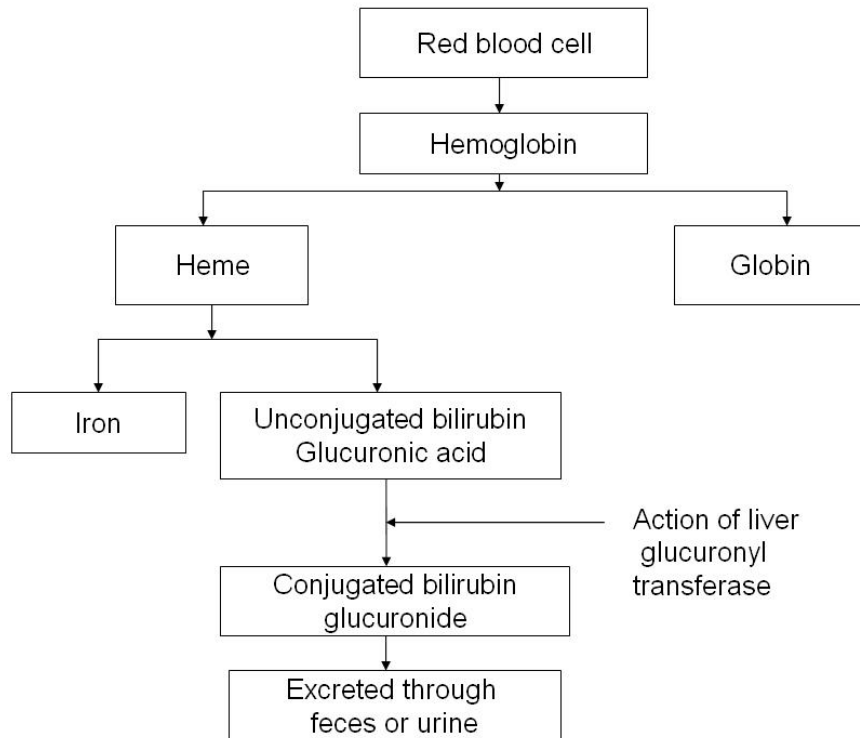 Red blood cell
Hemoglobin
Heme
Globin
Iron
Unconjugated bilirubin
Glucuronic acid
Action of liver
glucuronyl
transferase
Conjugated bilirubin
glucuronide
Excreted through
feces or urine